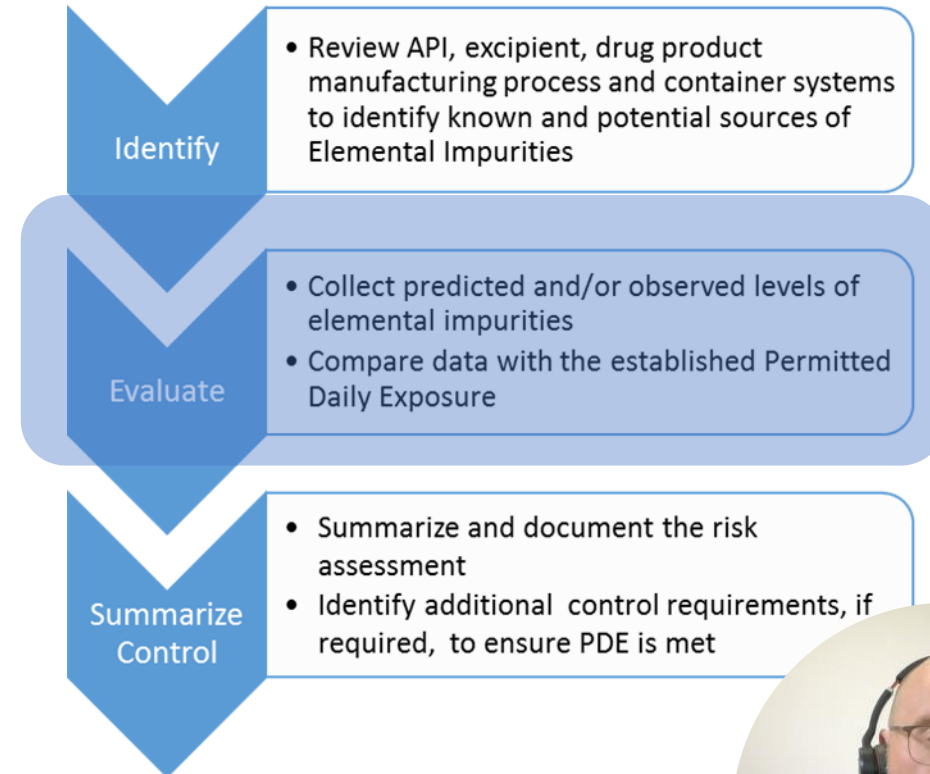 Identify
• Review API, excipient, drug product
manufacturing process and container systems
to identify known and potential sources of
Elemental Impurities
Evaluate
• Collect predicted and/or observed levels of
elemental impurities
• Compare data with the established Permitted
Daily Exposure
Summarize
Control
• Summarize and document the risk
assessment
• Identify additional control requirements, if
required, to ensure PDE is met